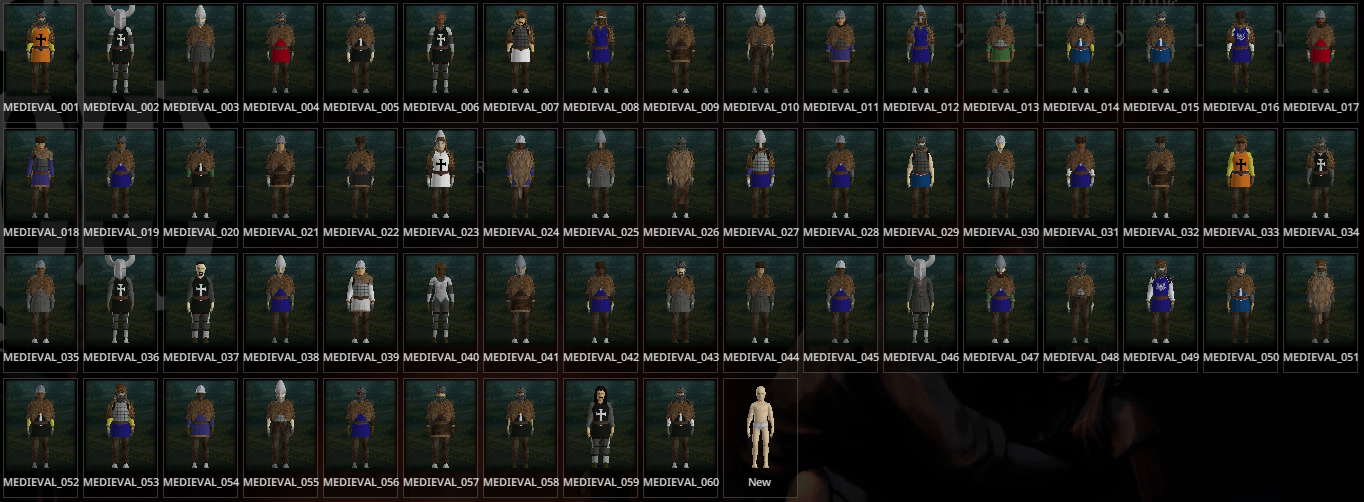 MEDIEVAL_001 MEDIEVAL_002 MEDIEVAL_003 MEDIEVAL_004 MEDIEVAL_005 MEDIEVAL_006 MEDIEVAL_007 MEDIEVAL_008 MEDIEVAL_009 MEDIEVAL_010 MEDIEVAL_011 MEDIEVAL_012 MEDIEVAL_013 MEDIEVAL_014 MEDIEVAL_015 MEDIEVAL_016 MEDIEVAL_017
MEDIEVAL_018 MEDIEVAL_019 MEDIEVAL_020 MEDIEVAL_021 MEDIEVAL_022 MEDIEVAL_023 MEDIEVAL_024 MEDIEVAL_025 MEDIEVAL_026 MEDIEVAL_027 MEDIEVAL_028 MEDIEVAL_029 MEDIEVAL_030 MEDIEVAL_031 MEDIEVAL_032 MEDIEVAL_033 MEDIEVAL_034
MEDIEVAL_035 MEDIEVAL_036 MEDIEVAL_037 MEDIEVAL_038 MEDIEVAL_039 MEDIEVAL_040 MEDIEVAL_041 MEDIEVAL_042 MEDIEVAL_043 MEDIEVAL_044 MEDIEVAL_045 MEDIEVAL_046 MEDIEVAL_047 MEDIEVAL_048 MEDIEVAL_049 MEDIEVAL_050 MEDIEVAL_051
MEDIEVAL_052 MEDIEVAL_053 MEDIEVAL_054 MEDIEVAL_055 MEDIEVAL_056 MEDIEVAL_057 MEDIEVAL_058 MEDIEVAL_059 MEDIEVAL_060 New